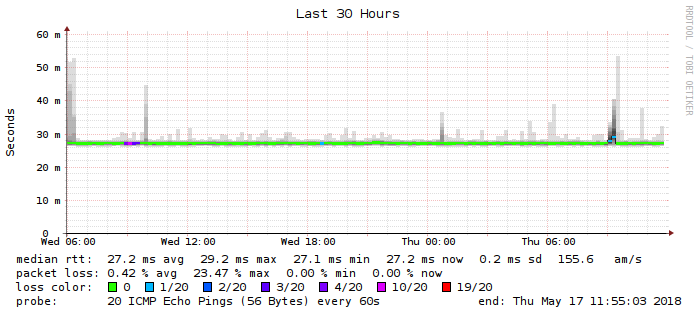 Last 30 Hours
RRDTOOL / TOBI OETIKER
Seconds
60 m
50 m
40 m
30 m
20 m
10 m
0
Wed 06:00 Wed 12:00 Wed 18:00 Thu 00:00 Thu 06:00
median rtt: 27.2 ms avg 29.2 ms max 27.1 ms min 27.2 ms now 0.2 ms sd 155.6 am/s
packet loss: 0.42 % avg 23.47 % max 0.00 % min 0.00 % now
loss color: 0 1/20 2/20 3/20 4/20 10/20 19/20
probe: 20 ICMP Echo Pings (56 Bytes) every 60s end: Thu May 17 11:55:03 2018